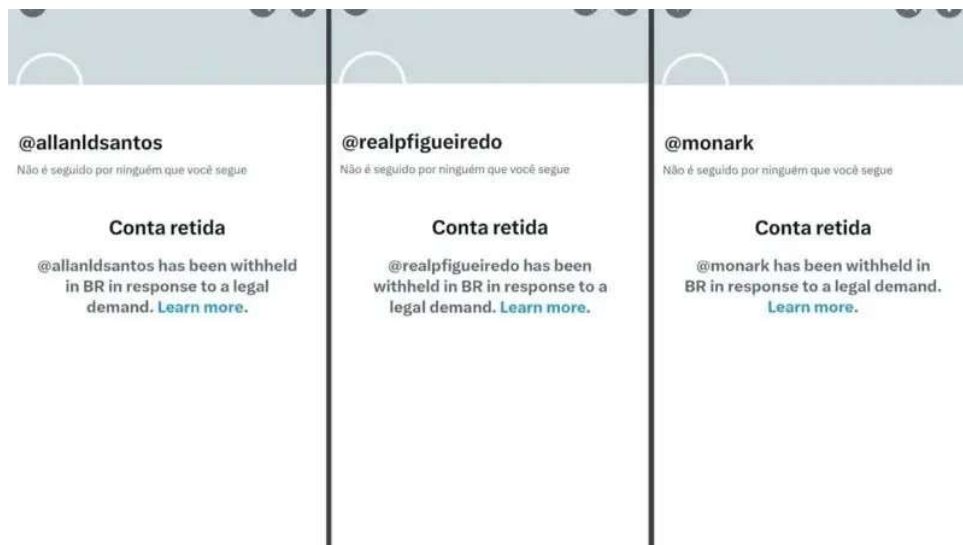 @allanldsantos
Não é seguido por ninguém que você segue
Conta retida
@allanldsantos has been withheld
in BR in response to a legal
demand. Learn more.
@realpfigueiredo
Não é seguido por ninguém que você segue
Conta retida
@realpfigueiredo has been
withheld in BR in response to a
legal demand. Learn more.
@monark
Não é seguido por ninguém que você segue
Conta retida
@monark has been withheld in
BR in response to a legal demand.
Learn more.